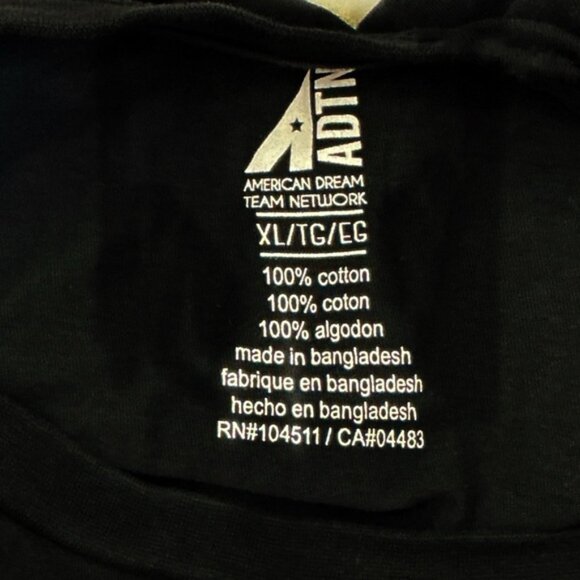 ADTN
AMERICAN DREAM
TEAM NETWORK
XL/TG/EG
100% cotton
100% coton
100% algodon
made in bangladesh
fabrique en bangladesh
hecho en bangladesh
RN#104511 / CA#04483